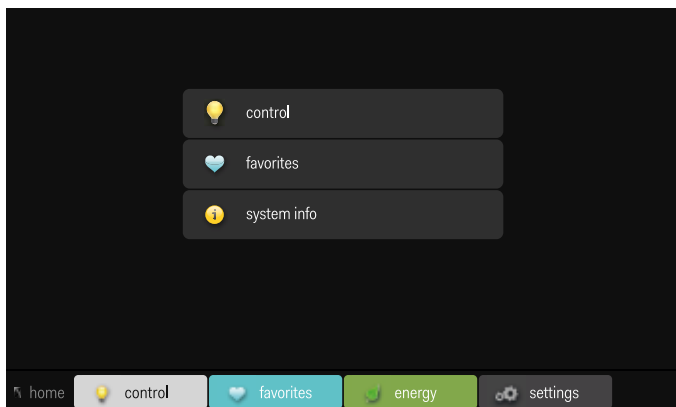 control
favorites
system info
home control favorites energy settings